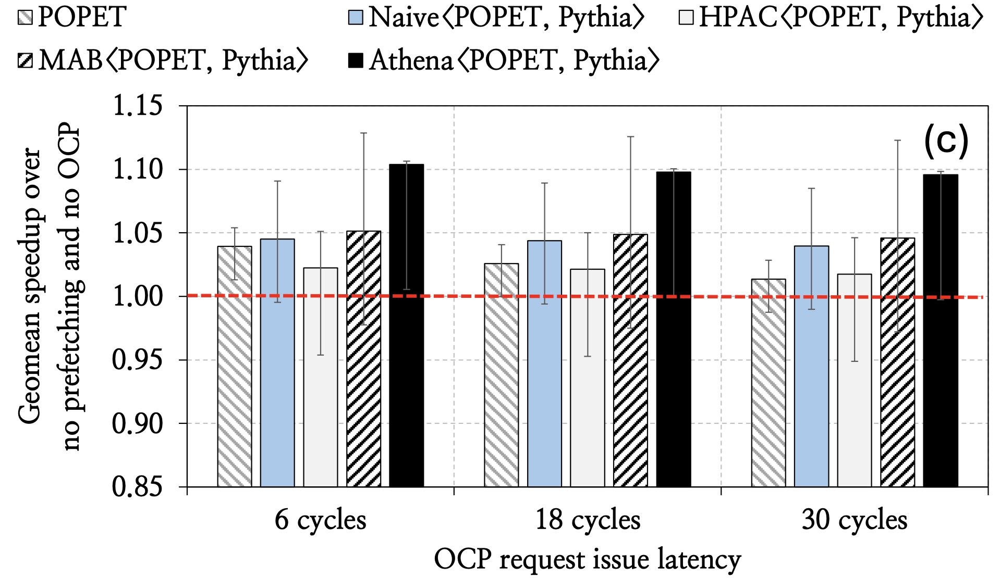 POPET
Naive〈POPET, Pythia〉
HPAC〈POPET, Pythia〉
MAB〈POPET, Pythia〉
Athena〈POPET, Pythia〉
Geomean speedup over
no prefetching and no OCP
1.15
1.10
1.05
1.00
0.95
0.90
0.85
(c)
6 cycles
18 cycles
30 cycles
OCP request issue latency